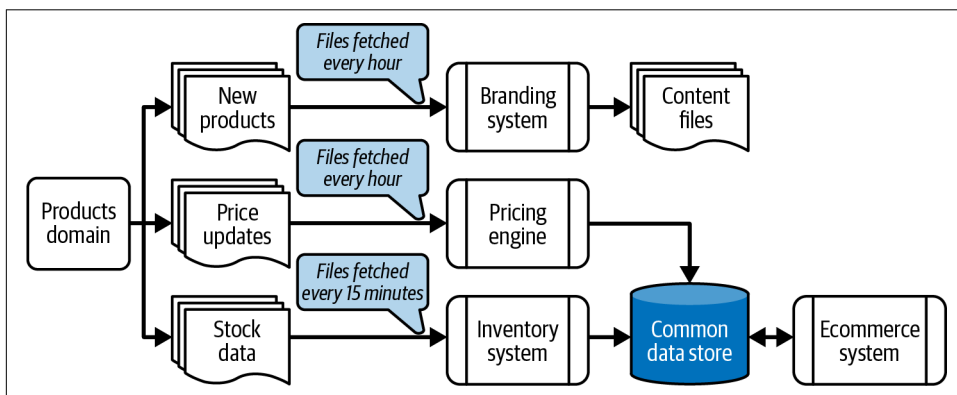 Files fetched
every hour
New
products
Branding
system
Content
files
Files fetched
every hour
Products
domain
Price
updates
Pricing
engine
Files fetched
every 15 minutes
Stock
data
Inventory
system
Common
data store
Ecommerce
system